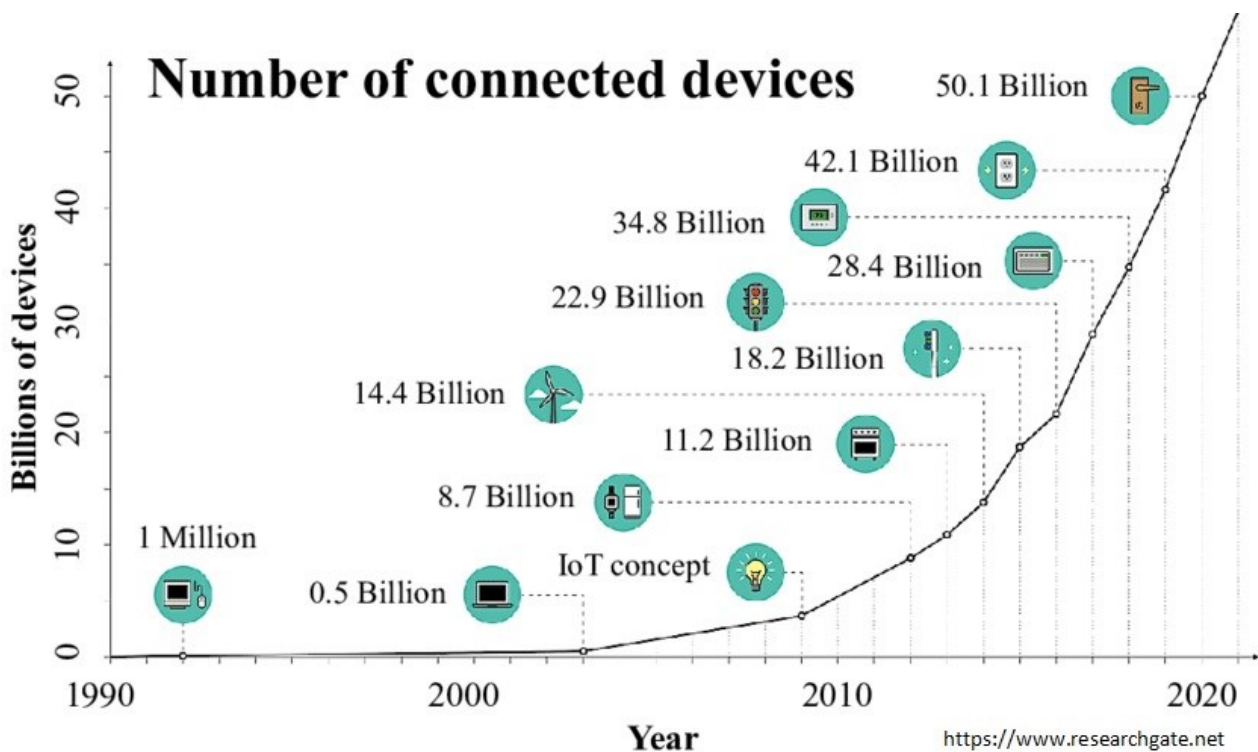 Number of connected devices
50.1 Billion
42.1 Billion
34.8 Billion
28.4 Billion
22.9 Billion
18.2 Billion
14.4 Billion
11.2 Billion
8.7 Billion
1 Million
IoT concept
0.5 Billion
Billions of devices
50
40
30
20
10
0
1990
2000
2010
2020
Year
https://www.researchgate.net